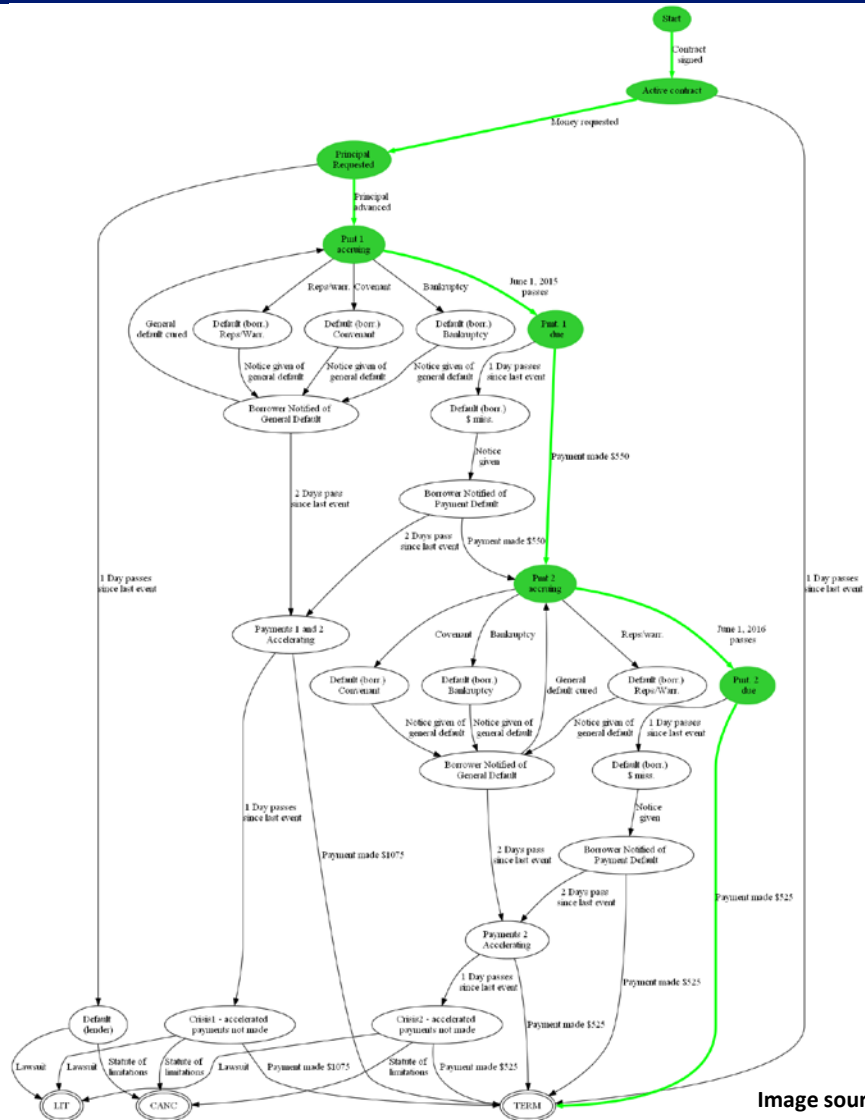 Start
Contract
signed
Active contract
Money requested
Principal
Requested
Principal
advanced
Pmt 1
accruing
June 1, 2015
passes
Reps/warr.
Covenant
Bankruptcy
General
default cured
Default (borr.)
Reps/Warr.
Default (borr.)
Convenant
Default (borr.)
Bankruptcy
Pmt. 1
due
Notice given of
general default
Notice given of
general default
Notice given of
general default
1 Day passes
since last event
Borrower Notified of
General Default
Default (borr.)
$ miss.
Notice
given
Payment made $550
2 Days pass
since last event
Borrower Notified of
Payment Default
2 Days pass
since last event
Payment made $550
1 Day passes
since last event
Pmt 2
accruing
1 Day passes
since last event
Payments 1 and 2
Accelerating
Covenant
Bankruptcy
Reps/warr.
June 1, 2016
passes
Default (borr.)
Convenant
Default (borr.)
Bankruptcy
General
default cured
Default (borr.)
Reps/Warr.
Pmt. 2
due
Notice given of
general default
Notice given of
general default
Notice given of
general default
1 Day passes
since last event
Borrower Notified of
General Default
Default (borr.)
$ miss.
1 Day passes
since last event
Notice
given
Payment made $1075
2 Days pass
since last event
Borrower Notified of
Payment Default
2 Days pass
since last event
Payment made $525
Payments 2
Accelerating
1 Day passes
since last event
Payment made $525
Payment made $525
Default
(lender)
Crisis1 - accelerated
payments not made
Crisis2 - accelerated
payments not made
Lawsuit
Statute of
limitations
Lawsuit
Statute of
limitations
Lawsuit
Payment made $1075
Statute of
limitations
Payment made $525
LIT
CANC
TERM
Image sour